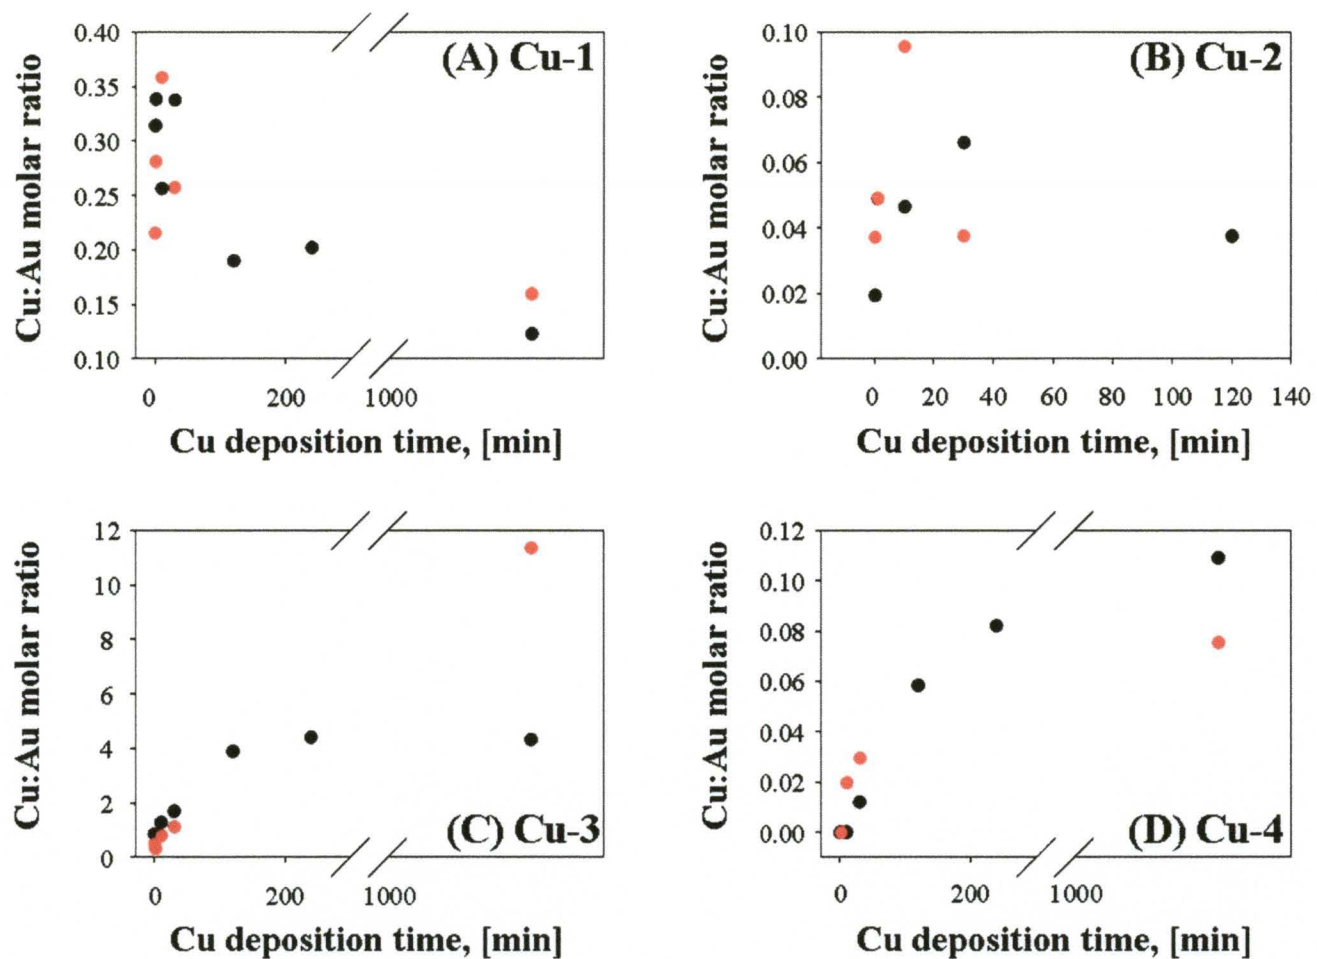 (A) Cu-1
Cu:Au molar ratio
0.40
0.35
0.30
0.25
0.20
0.15
0.10
0 200 1000
Cu deposition time, [min]
(B) Cu-2
Cu:Au molar ratio
0.10
0.08
0.06
0.04
0.02
0.00
0 20 40 60 80 100 120 140
Cu deposition time, [min]
(C) Cu-3
Cu:Au molar ratio
12
10
8
6
4
2
0
0 200 1000
Cu deposition time, [min]
(D) Cu-4
Cu:Au molar ratio
0.12
0.10
0.08
0.06
0.04
0.02
0.00
0 200 1000
Cu deposition time, [min]